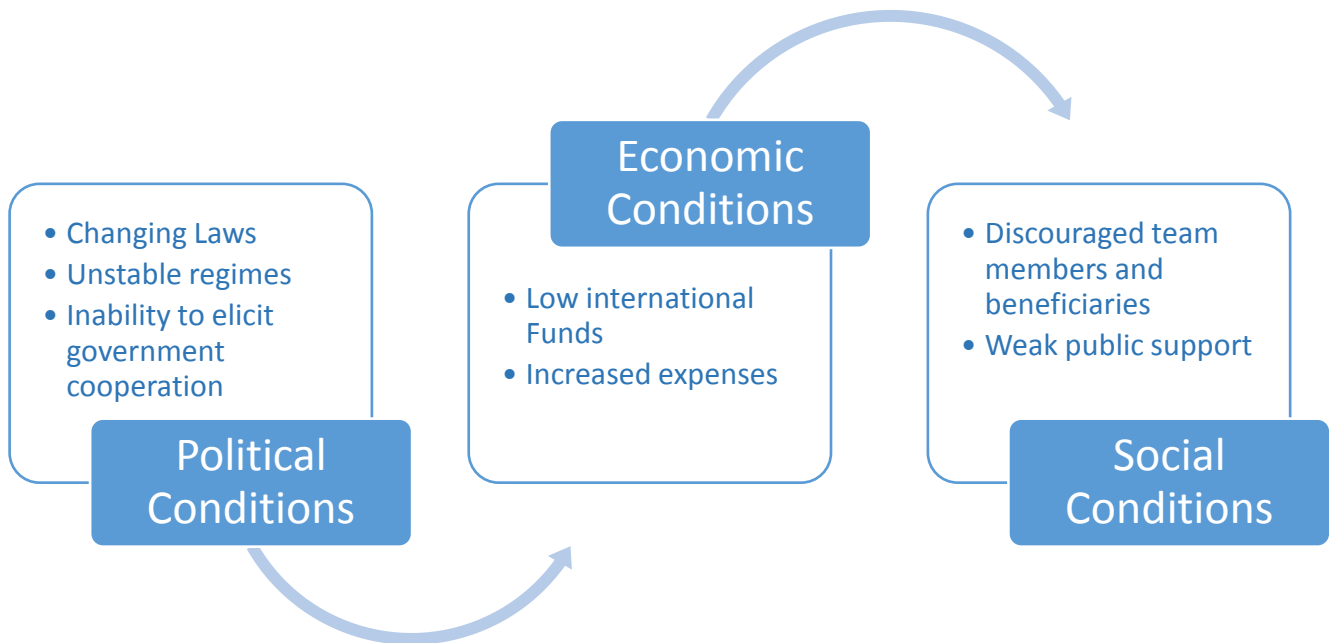 • Changing Laws
• Unstable regimes
• Inability to elicit
government
cooperation
Political
Conditions
Economic
Conditions
• Low international
Funds
• Increased expenses
• Discouraged team
members and
beneficiaries
• Weak public support
Social
Conditions